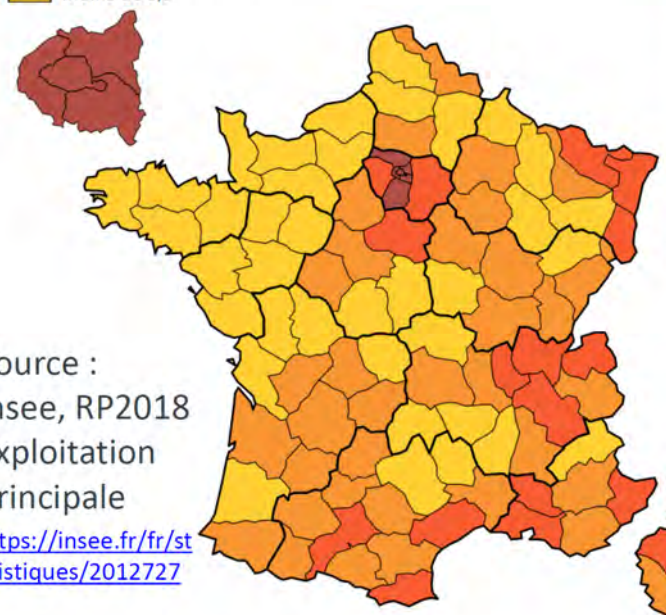 ource :
nsee, RP2018
xploitation
rincipale
ttps://insee.fr/fr/st
istiques/2012727